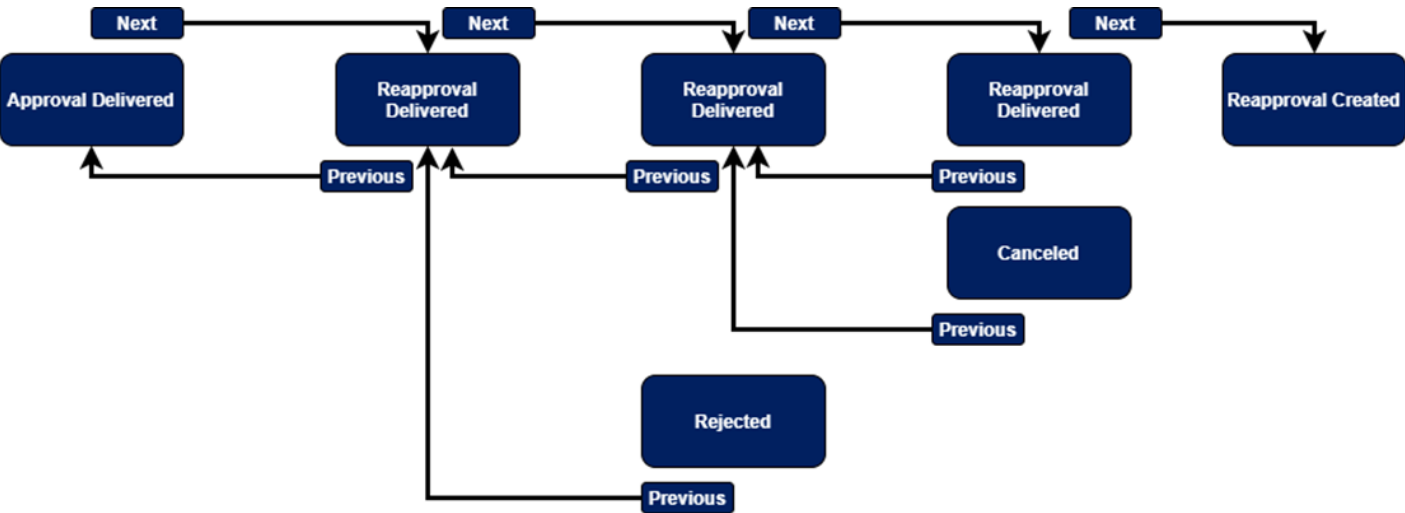 Next
Next
Next
Next
Approval Delivered
Reapproval
Delivered
Reapproval
Delivered
Reapproval
Delivered
Reapproval Created
Previous
Previous
Previous
Canceled
Previous
Rejected
Previous